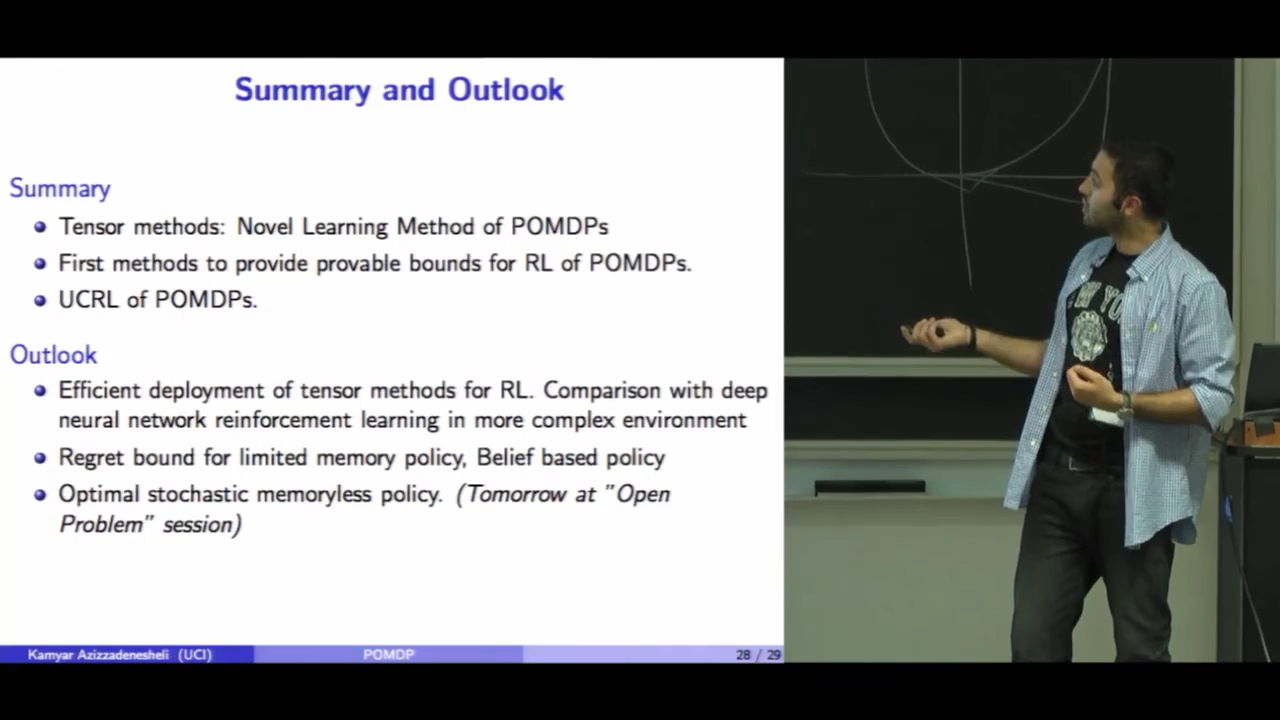 Summary and Outlook
Summary
Tensor methods: Novel Learning Method of POMDPs
First methods to provide provable bounds for RL of POMDPs.
UCRL of POMDPs.
Outlook
Efficient deployment of tensor methods for RL. Comparison with deep
neural network reinforcement learning in more complex environment
Regret bound for limited memory policy, Belief based policy
Optimal stochastic memoryless policy. (Tomorrow at "Open
Problem" session)
Kamyar Azizzadenesheli (UCI) POMDP 28 / 29